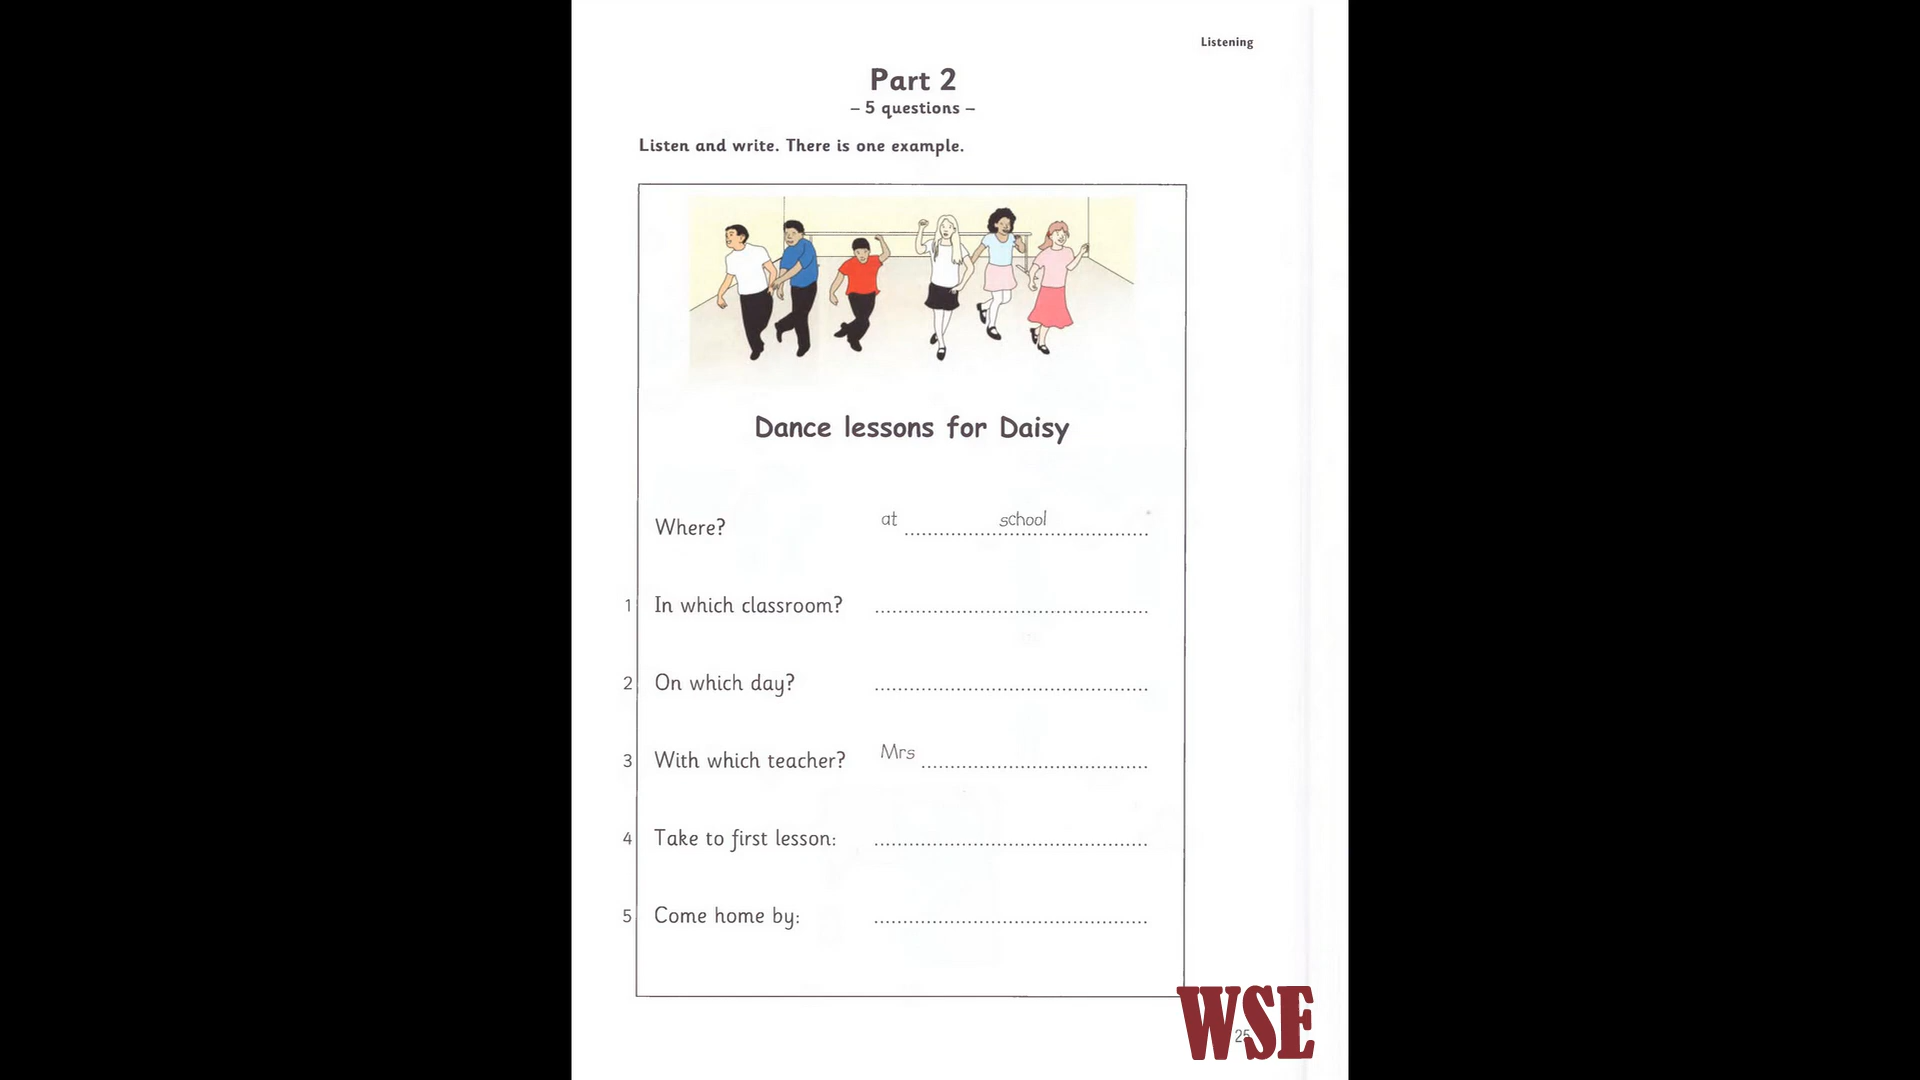 Listening
Part 2
– 5 questions –
Listen and write. There is one example.
Dance lessons for Daisy
Where? at school
1 In which classroom?
2 On which day?
3 With which teacher? Mrs
4 Take to first lesson:
5 Come home by:
WSE
25